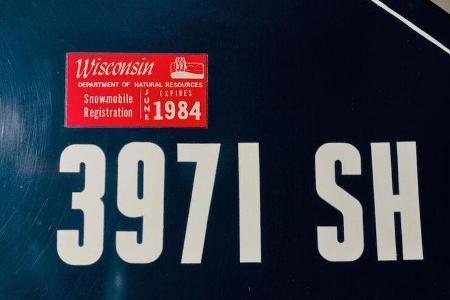 Wisconsin
DEPARTMENT OF NATURAL RESOURCES
Snowmobile
Registration
JUNE
EXPIRES
1984
3971 SH